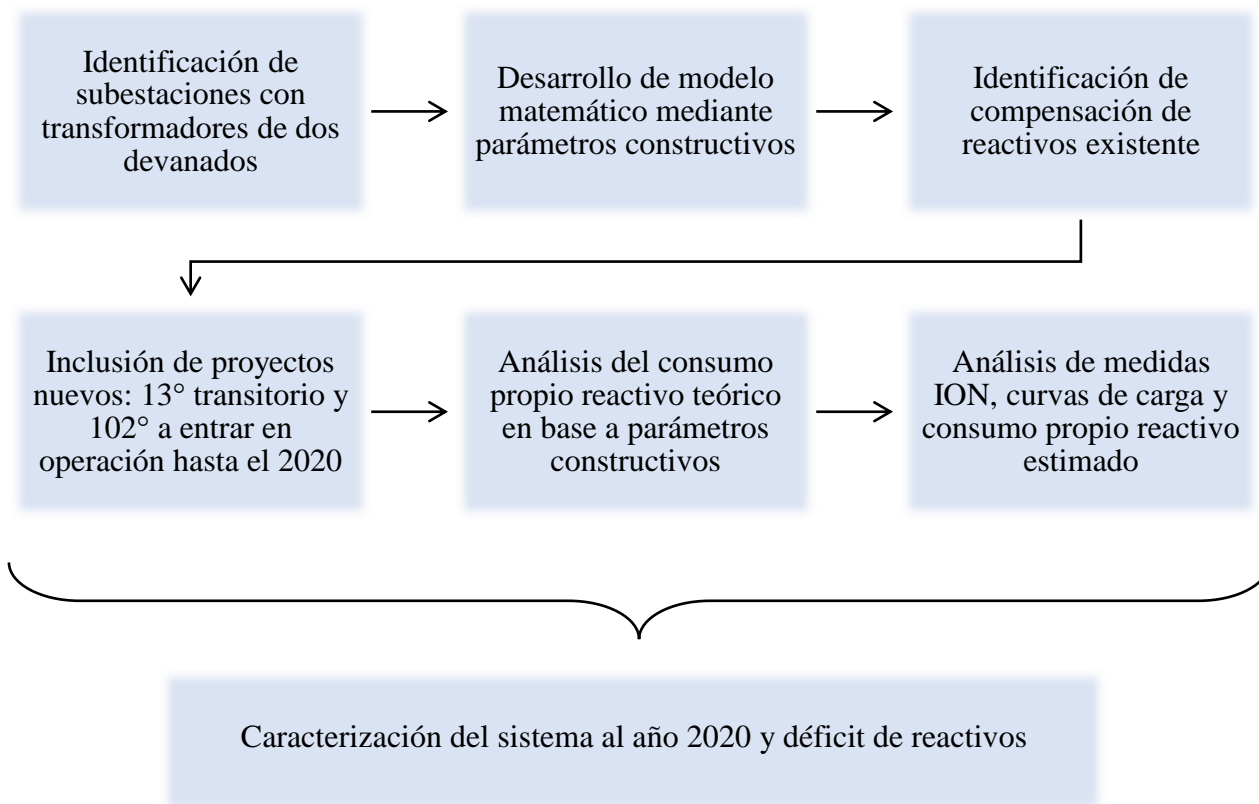 Identificación de
subestaciones con
transformadores de dos
devanados
Desarrollo de modelo
matemático mediante
parámetros constructivos
Identificación de
compensación de
reactivos existente
Inclusión de proyectos
nuevos: 13° transitorio y
102° a entrar en
operación hasta el 2020
Análisis del consumo
propio reactivo teórico
en base a parámetros
constructivos
Análisis de medidas
ION, curvas de carga y
consumo propio reactivo
estimado
Caracterización del sistema al año 2020 y déficit de reactivos